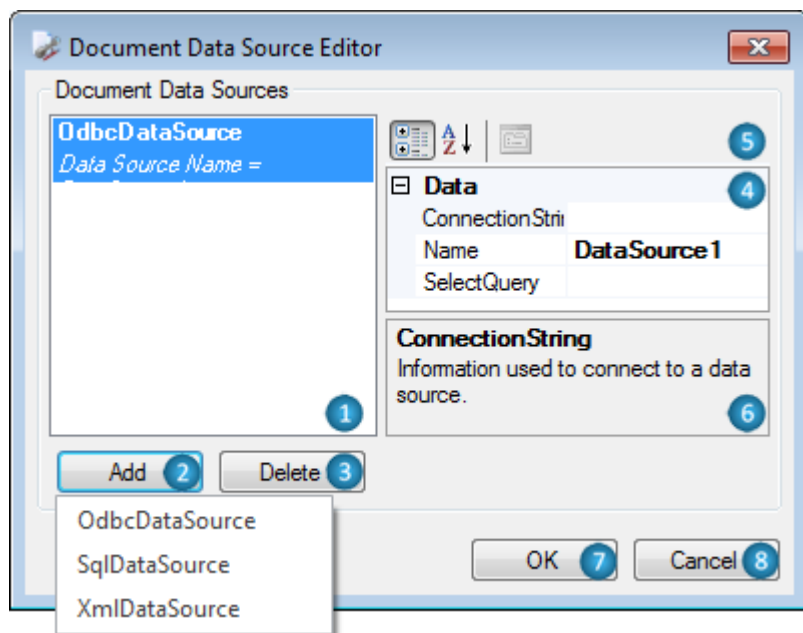 Document Data Source Editor
Document Data Sources
OdbcDataSource
Data Source Name =
1
A
Z
5
Data
4
ConnectionStri
Name DataSource1
SelectQuery
ConnectionString
Information used to connect to a data
source.
6
Add 2
Delete 3
OdbcDataSource
SqlDataSource
XmlDataSource
OK 7
Cancel 8